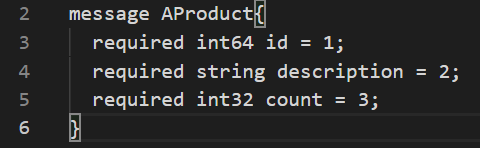 2 message AProduct{
3 required int64 id = 1;
4 required string description = 2;
5 required int32 count = 3;
6 }